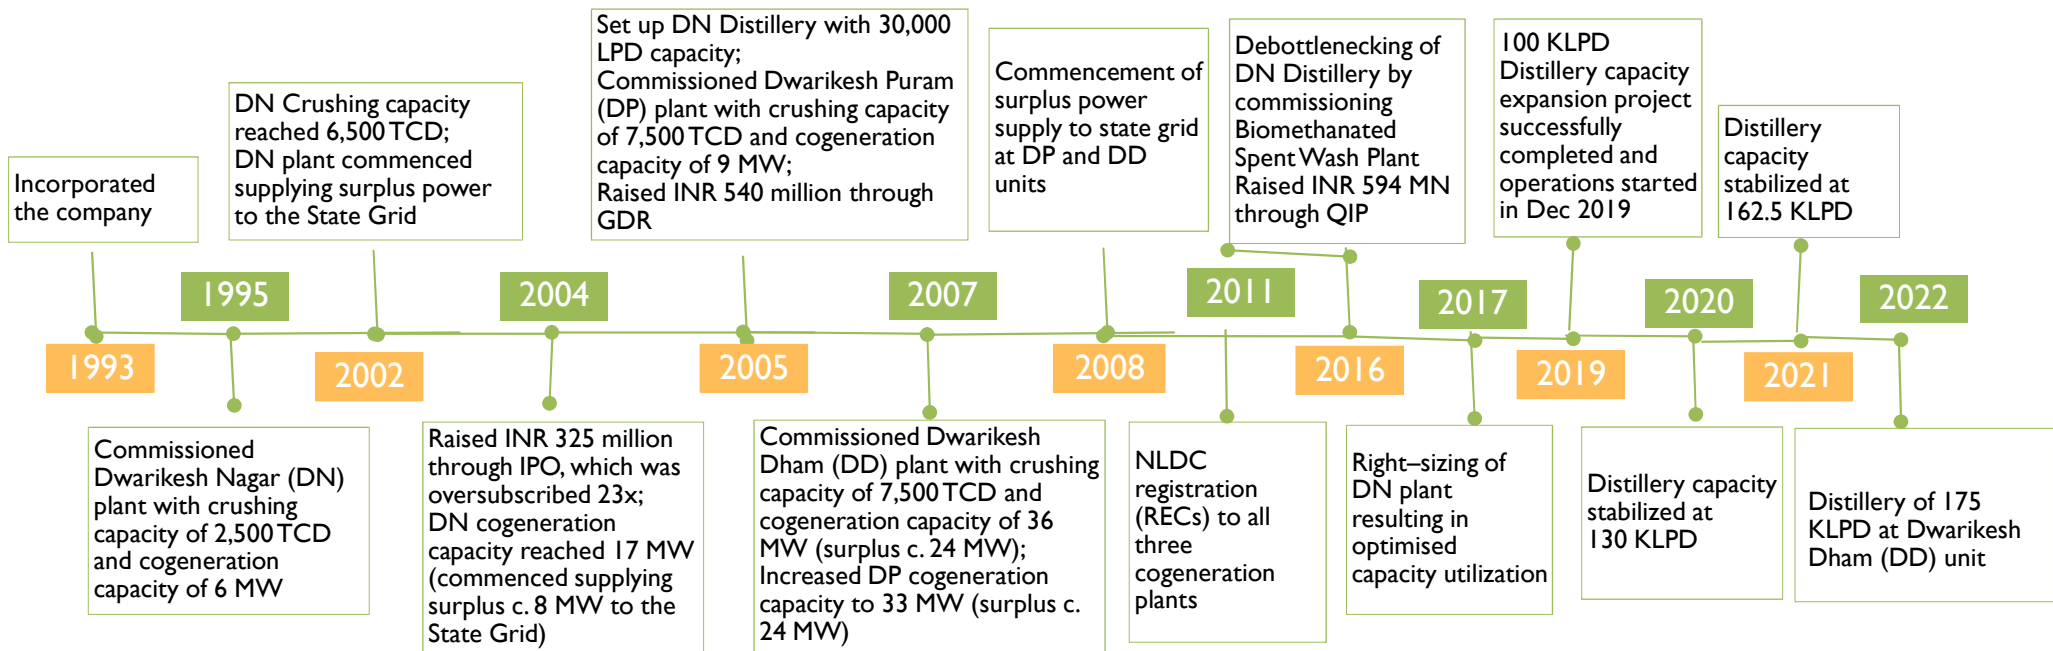 Incorporated
the company
1993
1995
Commissioned
Dwarikesh Nagar (DN)
plant with crushing
capacity of 2,500 TCD
and cogeneration
capacity of 6 MW
DN Crushing capacity
reached 6,500 TCD;
DN plant commenced
supplying surplus power
to the State Grid
2002
2004
Raised INR 325 million
through IPO, which was
oversubscribed 23x;
DN cogeneration
capacity reached 17 MW
(commenced supplying
surplus c. 8 MW to the
State Grid)
Set up DN Distillery with 30,000
LPD capacity;
Commissioned Dwarikesh Puram
(DP) plant with crushing capacity
of 7,500 TCD and cogeneration
capacity of 9 MW;
Raised INR 540 million through
GDR
2005
2007
Commissioned Dwarikesh
Dham (DD) plant with crushing
capacity of 7,500 TCD and
cogeneration capacity of 36
MW (surplus c. 24 MW);
Increased DP cogeneration
capacity to 33 MW (surplus c.
24 MW)
Commencement of
surplus power
supply to state grid
at DP and DD
units
2008
2011
NLDC
registration
(RECs) to all
three
cogeneration
plants
Debottlenecking of
DN Distillery by
commissioning
Biomethanated
Spent Wash Plant
Raised INR 594 MN
through QIP
2016
2017
Right–sizing of
DN plant
resulting in
optimised
capacity utilization
100 KLPD
Distillery capacity
expansion project
successfully
completed and
operations started
in Dec 2019
2019
2020
Distillery capacity
stabilized at
130 KLPD
Distillery
capacity
stabilized at
162.5 KLPD
2021
2022
Distillery of 175
KLPD at Dwarikesh
Dham (DD) unit